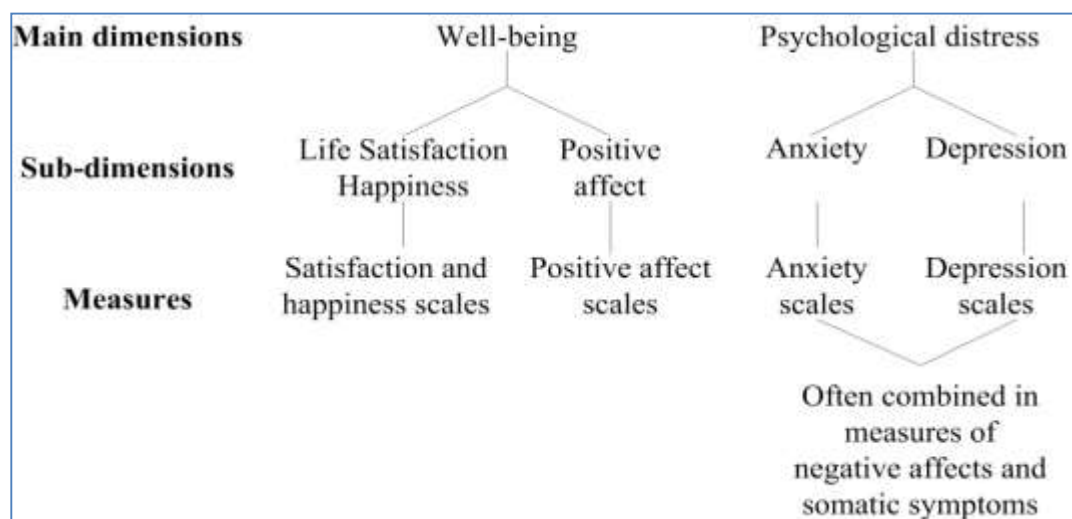 Main dimensions Well-being Psychological distress
Life Satisfaction Positive Anxiety Depression
Sub-dimensions
Happiness affect
Satisfaction and Positive affect Anxiety Depression
Measures
happiness scales scales scales scales
Often combined in
measures of
negative affects and
somatic symptoms